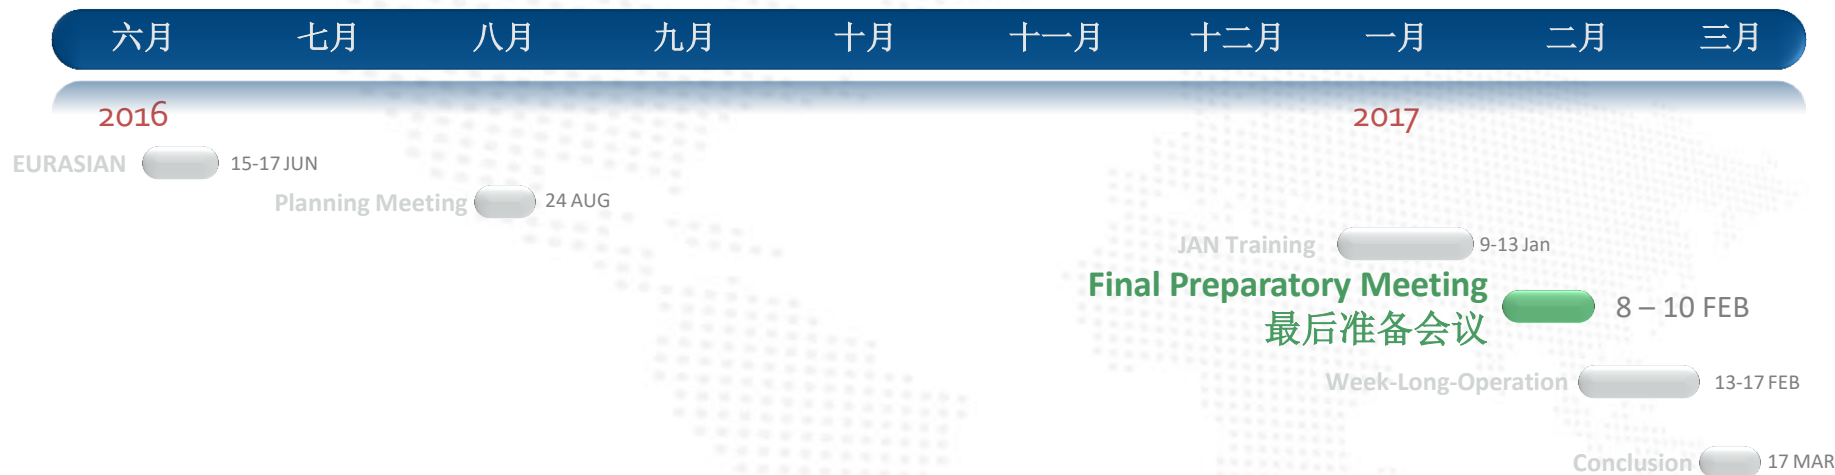 六月 七月 八月 九月 十月 十一月 十二月 一月 二月 三月
2016 2017
EURASIAN 15-17 JUN
Planning Meeting 24 AUG
JAN Training 9-13 Jan
Final Preparatory Meeting
最后准备会议 8 – 10 FEB
Week-Long-Operation 13-17 FEB
Conclusion 17 MAR